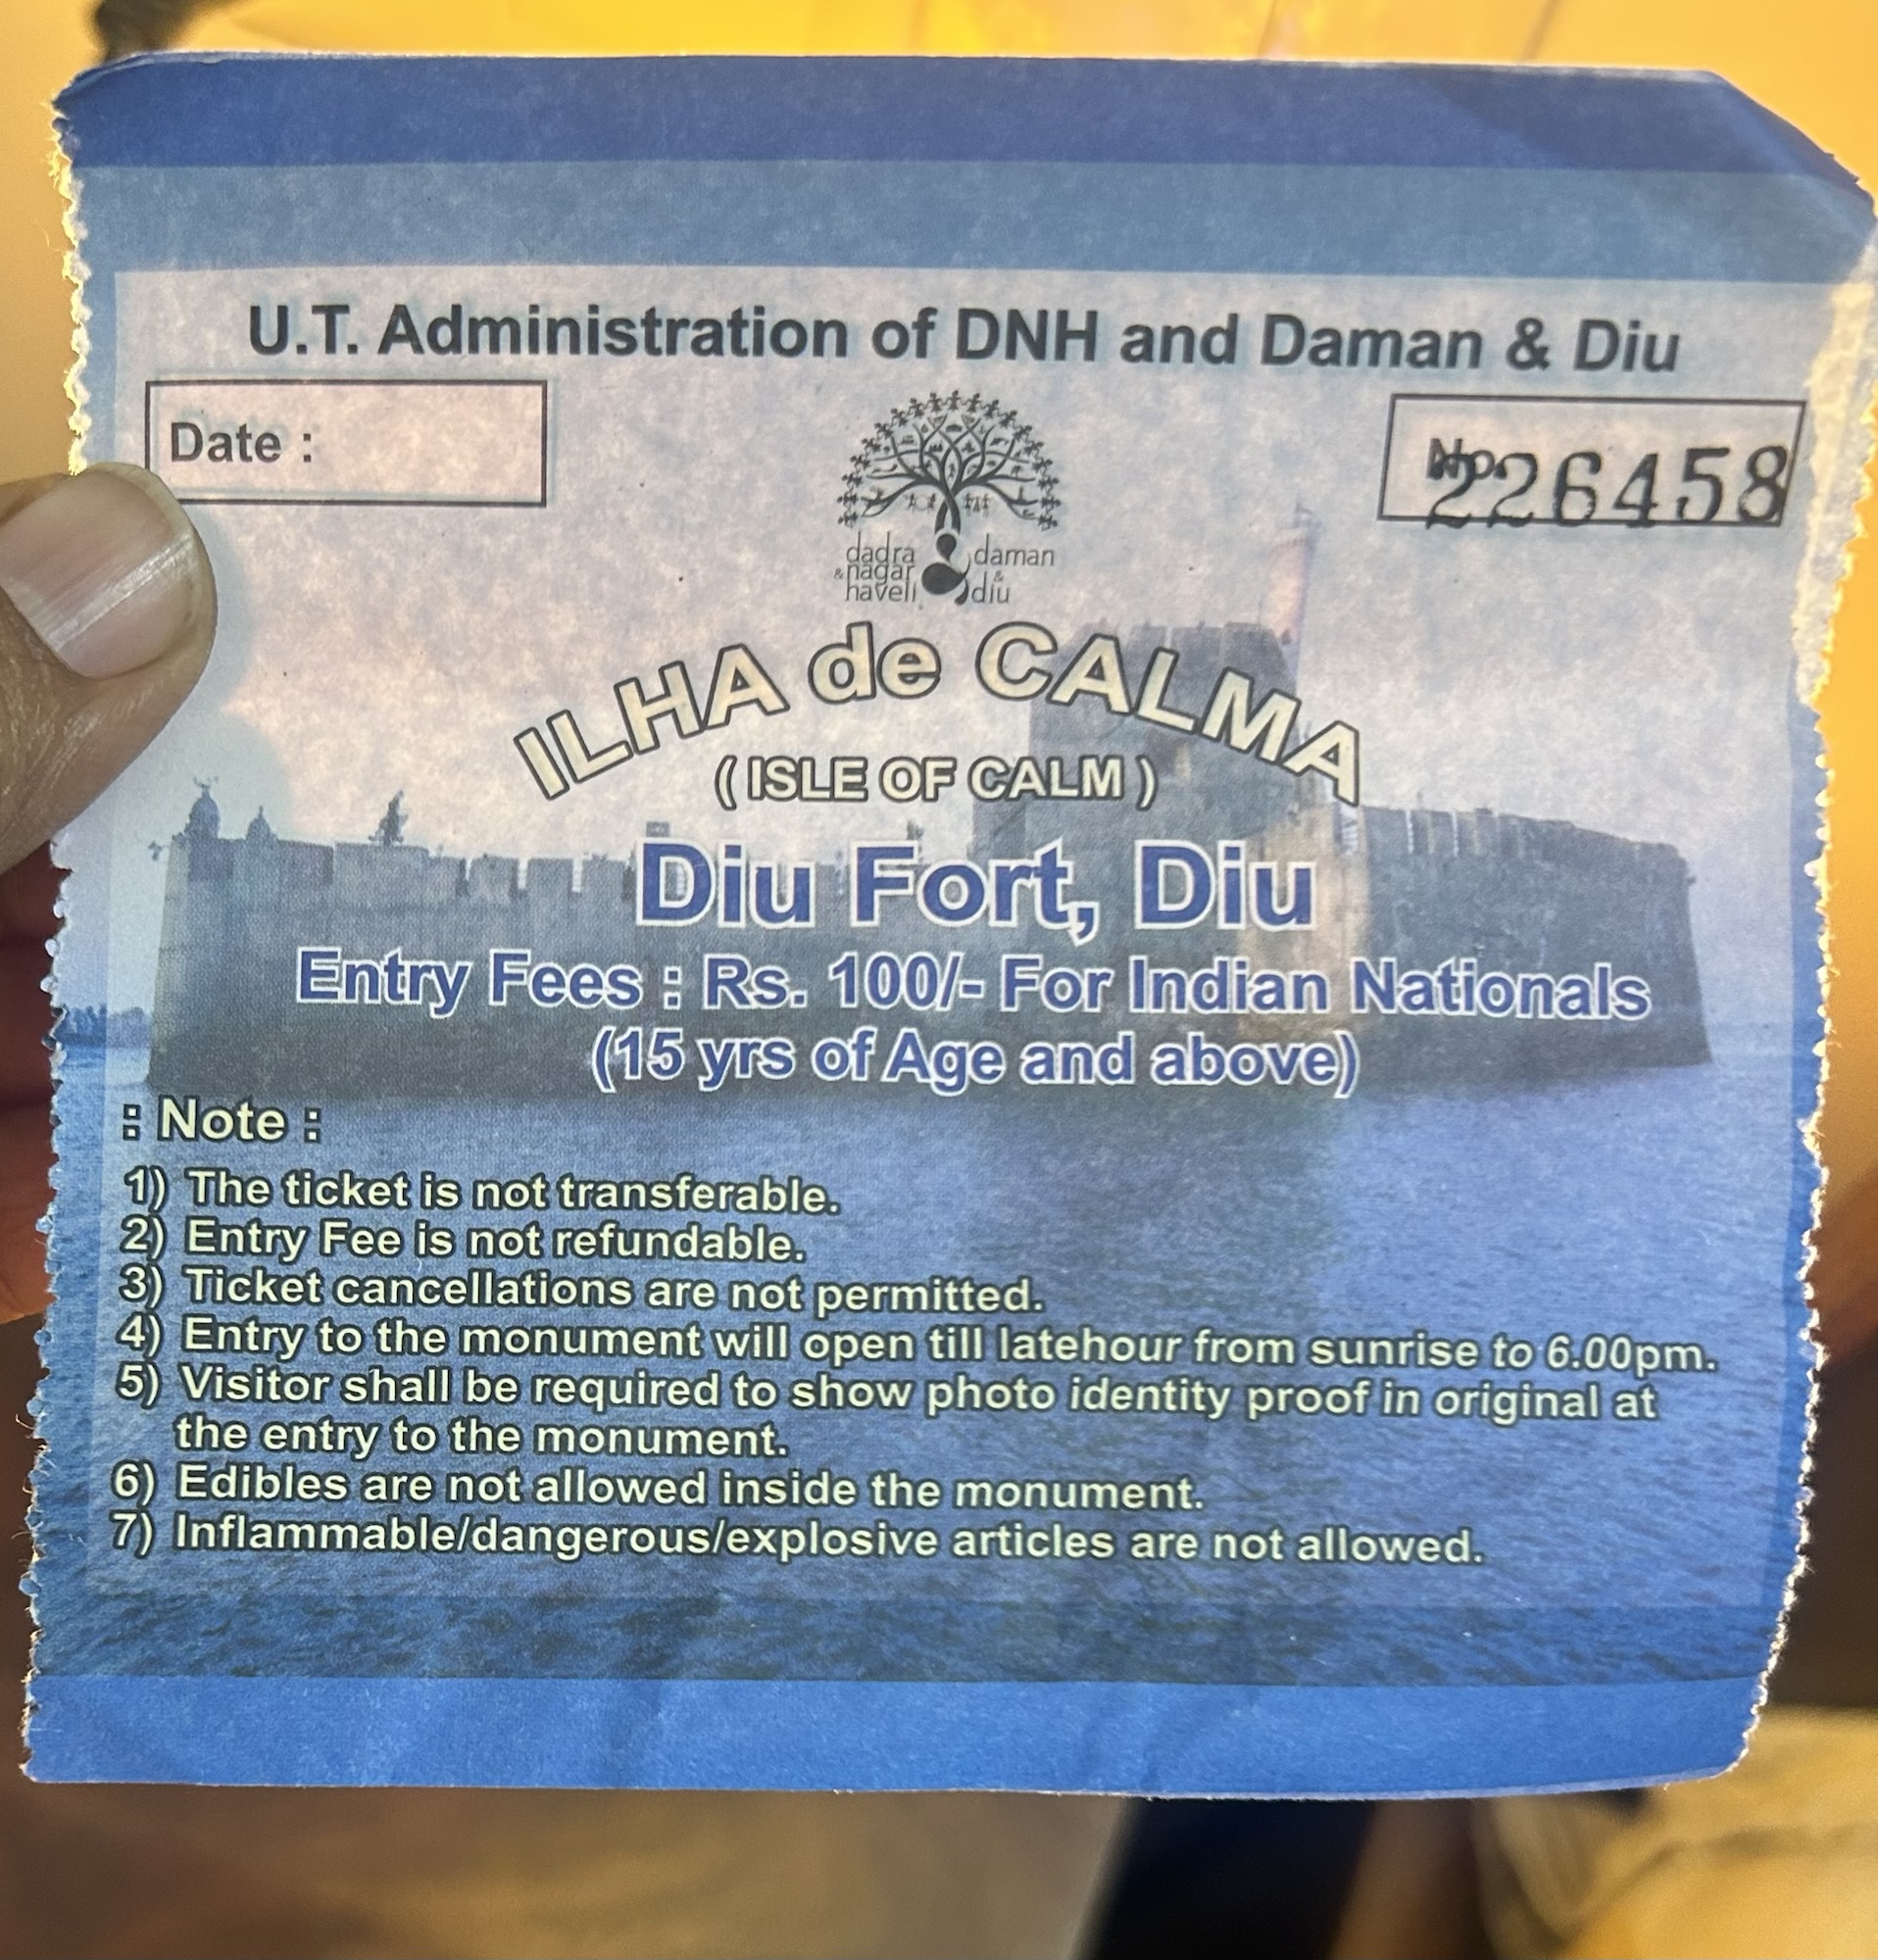 U.T. Administration of DNH and Daman & Diu
Date :
No. 226458
dadra & nagar haveli
daman & diu
ILHA de CALMA
( ISLE OF CALM )
Diu Fort, Diu
Entry Fees : Rs. 100/- For Indian Nationals
(15 yrs of Age and above)
: Note :
1) The ticket is not transferable.
2) Entry Fee is not refundable.
3) Ticket cancellations are not permitted.
4) Entry to the monument will open till latehour from sunrise to 6.00pm.
5) Visitor shall be required to show photo identity proof in original at
the entry to the monument.
6) Edibles are not allowed inside the monument.
7) Inflammable/dangerous/explosive articles are not allowed.